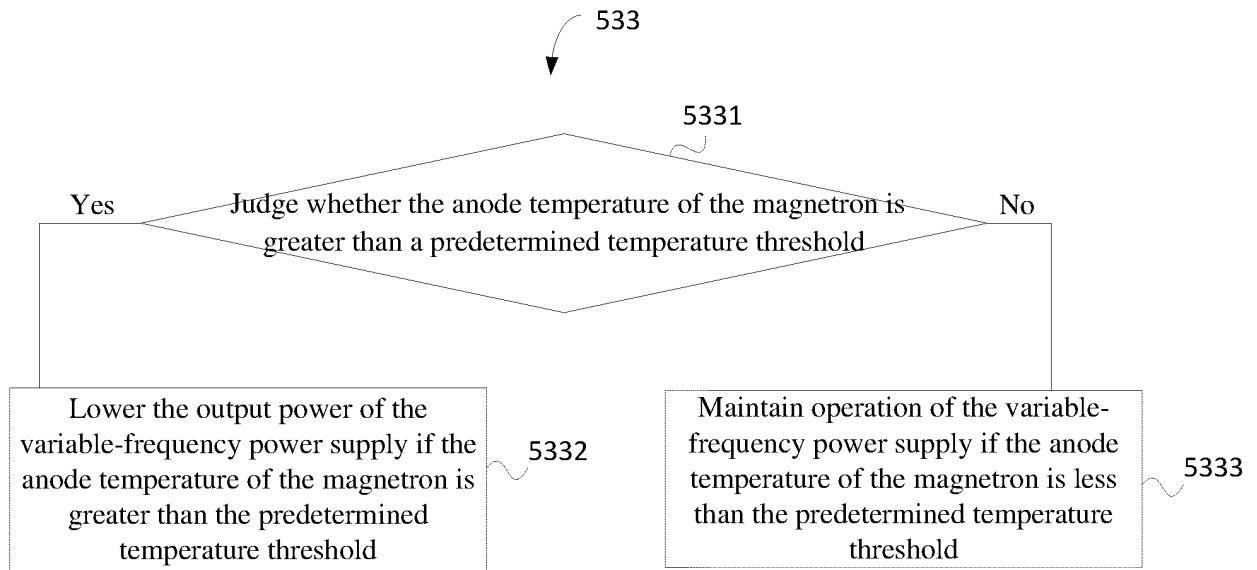 533
5331
Yes
Judge whether the anode temperature of the magnetron is
greater than a predetermined temperature threshold
No
Lower the output power of the
variable-frequency power supply if the
anode temperature of the magnetron is
greater than the predetermined
temperature threshold
5332
Maintain operation of the variable-
frequency power supply if the anode
temperature of the magnetron is less
than the predetermined temperature
threshold
5333